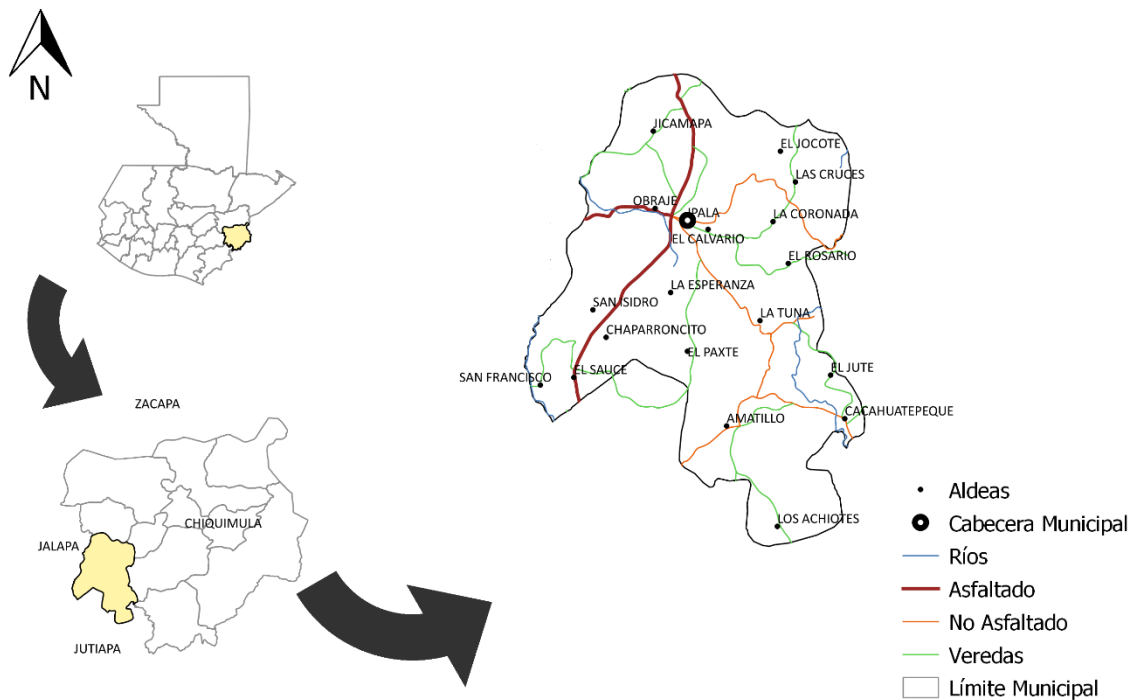 N
ZACAPA
CHIQUIMULA
JALAPA
JUTIAPA
JICAMAPA
EL JOCOTE
LAS CRUCES
OBRAJE
IPALA
LA CORONADA
EL CALVARIO
EL ROSARIO
LA ESPERANZA
SAN ISIDRO
LA TUNA
CHAPARRONCITO
EL PAXTE
SAN FRANCISCO
EL SAUCE
EL JUTE
AMATILLO
CACAHUATEPEQUE
LOS ACHIOTES
Aldeas
Cabecera Municipal
Ríos
Asfaltado
No Asfaltado
Veredas
Límite Municipal